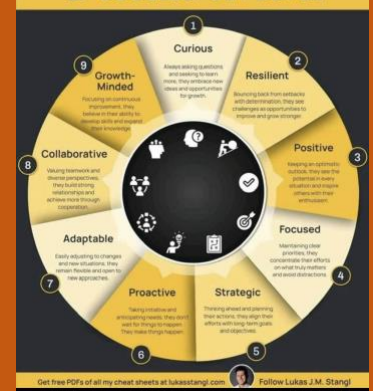 1
Curious
Always asking questions
and seeking to learn
more, they embrace new
ideas and opportunities
for growth.
2
Resilient
Bouncing back from setbacks
with determination, they see
challenges as opportunities to
improve and grow stronger.
3
Positive
Keeping an optimistic
outlook, they see the
potential in every
situation and inspire
others with their
enthusiasm.
4
Focused
Maintaining clear
priorities, they
concentrate their efforts
on what truly matters
and avoid distractions.
5
Strategic
Thinking ahead and planning
their actions, they align their
efforts with long-term goals
and objectives.
6
Proactive
Taking initiative and
anticipating needs, they don't
wait for things to happen.
They make things happen.
7
Adaptable
Easily adjusting to changes
and new situations, they
remain flexible and open to
new approaches.
8
Collaborative
Valuing teamwork and
diverse perspectives,
they build strong
relationships and
achieve more through
cooperation.
9
Growth-
Minded
Focusing on continuous
improvement, they
believe in their ability to
develop skills and expand
their knowledge.
Get free PDFs of all my cheat sheets at lukasstangl.com
Follow Lukas J.M. Stangl